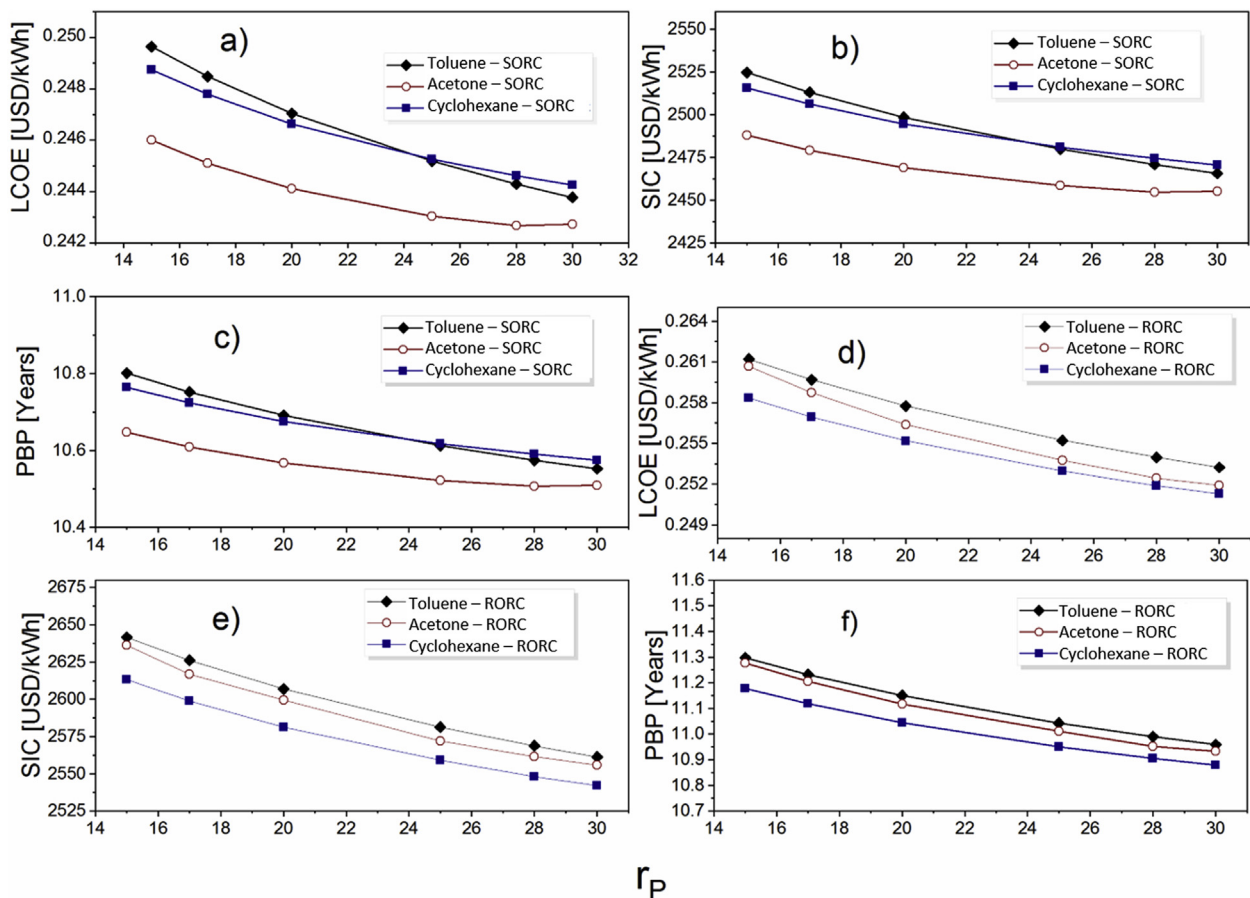 a)
LCOE [USD/kWh]
0.250
0.248
0.246
0.244
0.242
14 16 18 20 22 24 26 28 30 32
Toluene – SORC
Acetone – SORC
Cyclohexane – SORC
b)
SIC [USD/kWh]
2550
2525
2500
2475
2450
2425
14 16 18 20 22 24 26 28 30
Toluene – SORC
Acetone – SORC
Cyclohexane – SORC
c)
PBP [Years]
11.0
10.8
10.6
10.4
14 16 18 20 22 24 26 28 30
Toluene – SORC
Acetone – SORC
Cyclohexane – SORC
d)
LCOE [USD/kWh]
0.264
0.261
0.258
0.255
0.252
0.249
14 16 18 20 22 24 26 28 30
Toluene – RORC
Acetone – RORC
Cyclohexane – RORC
e)
SIC [USD/kWh]
2675
2650
2625
2600
2575
2550
2525
14 16 18 20 22 24 26 28 30
Toluene – RORC
Acetone – RORC
Cyclohexane – RORC
f)
PBP [Years]
11.6
11.5
11.4
11.3
11.2
11.1
11.0
10.9
10.8
10.7
14 16 18 20 22 24 26 28 30
Toluene – RORC
Acetone – RORC
Cyclohexane – RORC
rP